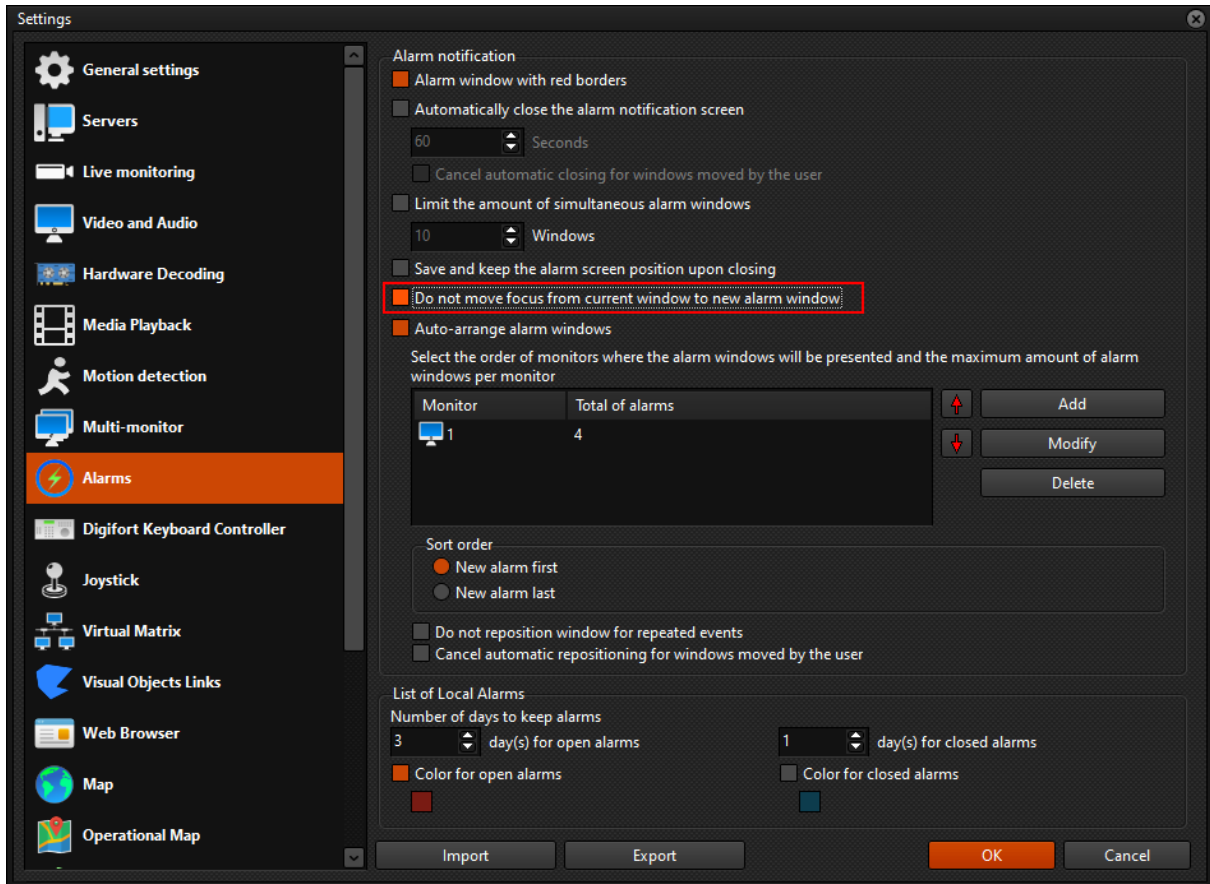 Settings
General settings
Servers
Live monitoring
Video and Audio
Hardware Decoding
Media Playback
Motion detection
Multi-monitor
Alarms
Digifort Keyboard Controller
Joystick
Virtual Matrix
Visual Objects Links
Web Browser
Map
Operational Map
Alarm notification
Alarm window with red borders
Automatically close the alarm notification screen
60 Seconds
Cancel automatic closing for windows moved by the user
Limit the amount of simultaneous alarm windows
10 Windows
Save and keep the alarm screen position upon closing
Do not move focus from current window to new alarm window
Auto-arrange alarm windows
Select the order of monitors where the alarm windows will be presented and the maximum amount of alarm
windows per monitor
Monitor Total of alarms
1 4
Add
Modify
Delete
Sort order
New alarm first
New alarm last
Do not reposition window for repeated events
Cancel automatic repositioning for windows moved by the user
List of Local Alarms
Number of days to keep alarms
3 day(s) for open alarms 1 day(s) for closed alarms
Color for open alarms Color for closed alarms
Import Export OK Cancel